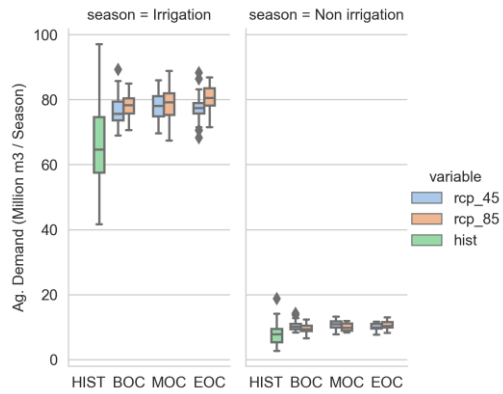 season = Irrigation
season = Non irrigation
Ag. Demand (Million m3 / Season)
100
80
60
40
20
0
HIST BOC MOC EOC
HIST BOC MOC EOC
variable
rcp_45
rcp_85
hist